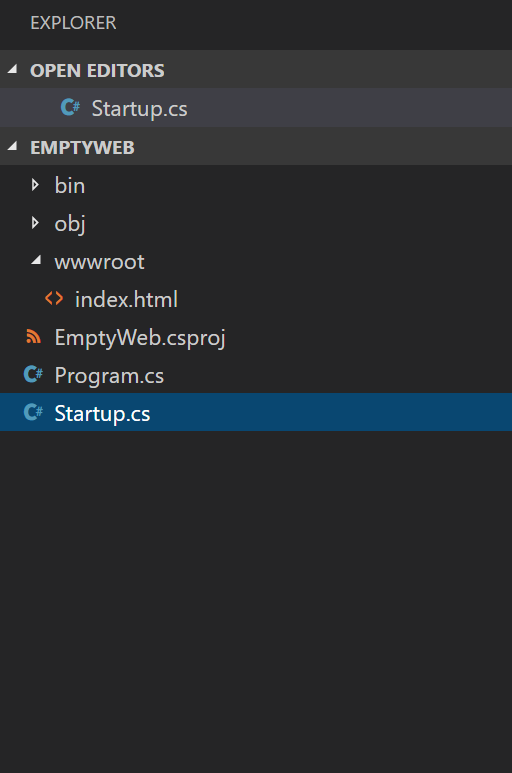 EXPLORER
OPEN EDITORS
C# Startup.cs
EMPTYWEB
bin
obj
wwwroot
<> index.html
EmptyWeb.csproj
C# Program.cs
C# Startup.cs